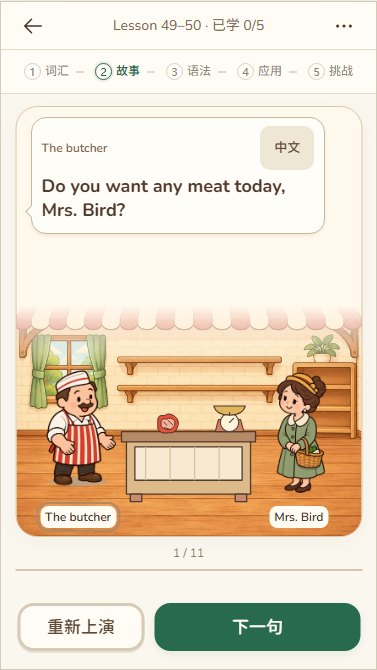 Lesson 49–50 · 已学 0/5
1 词汇 – 2 故事 – 3 语法 – 4 应用 – 5 挑战
The butcher
中文
Do you want any meat today,
Mrs. Bird?
The butcher
Mrs. Bird
1 / 11
重新上演
下一句